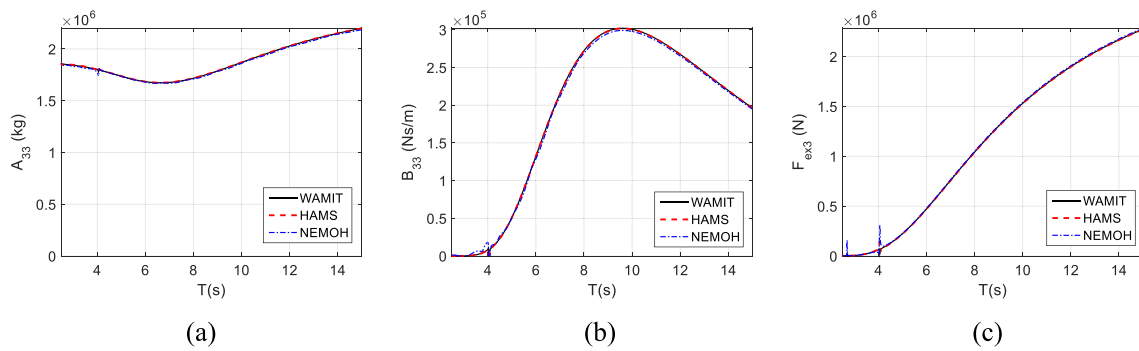 ×10⁶
2
1.5
1
0.5
0
A₃₃ (kg)
4 6 8 10 12 14
T(s)
WAMIT
HAMS
NEMOH
(a)
×10⁵
3
2.5
2
1.5
1
0.5
0
B₃₃ (Ns/m)
4 6 8 10 12 14
T(s)
WAMIT
HAMS
NEMOH
(b)
×10⁶
2
1.5
1
0.5
0
F_ex3 (N)
4 6 8 10 12 14
T(s)
WAMIT
HAMS
NEMOH
(c)